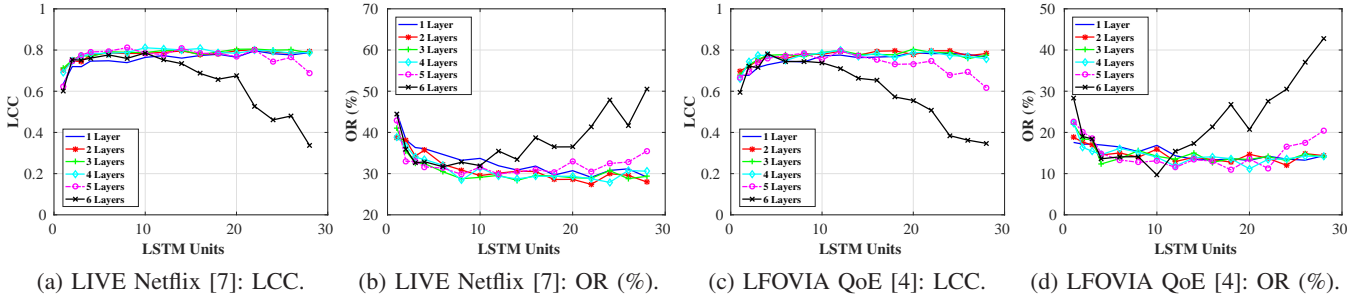 1
0.8
0.6
0.4
0.2
0
LCC
0
10
20
30
LSTM Units
1 Layer
2 Layers
3 Layers
4 Layers
5 Layers
6 Layers
(a) LIVE Netflix [7]: LCC.
70
60
50
40
30
20
OR (%)
0
10
20
30
LSTM Units
1 Layer
2 Layers
3 Layers
4 Layers
5 Layers
6 Layers
(b) LIVE Netflix [7]: OR (%).
1
0.8
0.6
0.4
0.2
0
LCC
0
10
20
30
LSTM Units
1 Layer
2 Layers
3 Layers
4 Layers
5 Layers
6 Layers
(c) LFOVIA QoE [4]: LCC.
50
40
30
20
10
0
OR (%)
0
10
20
30
LSTM Units
1 Layer
2 Layers
3 Layers
4 Layers
5 Layers
6 Layers
(d) LFOVIA QoE [4]: OR (%).